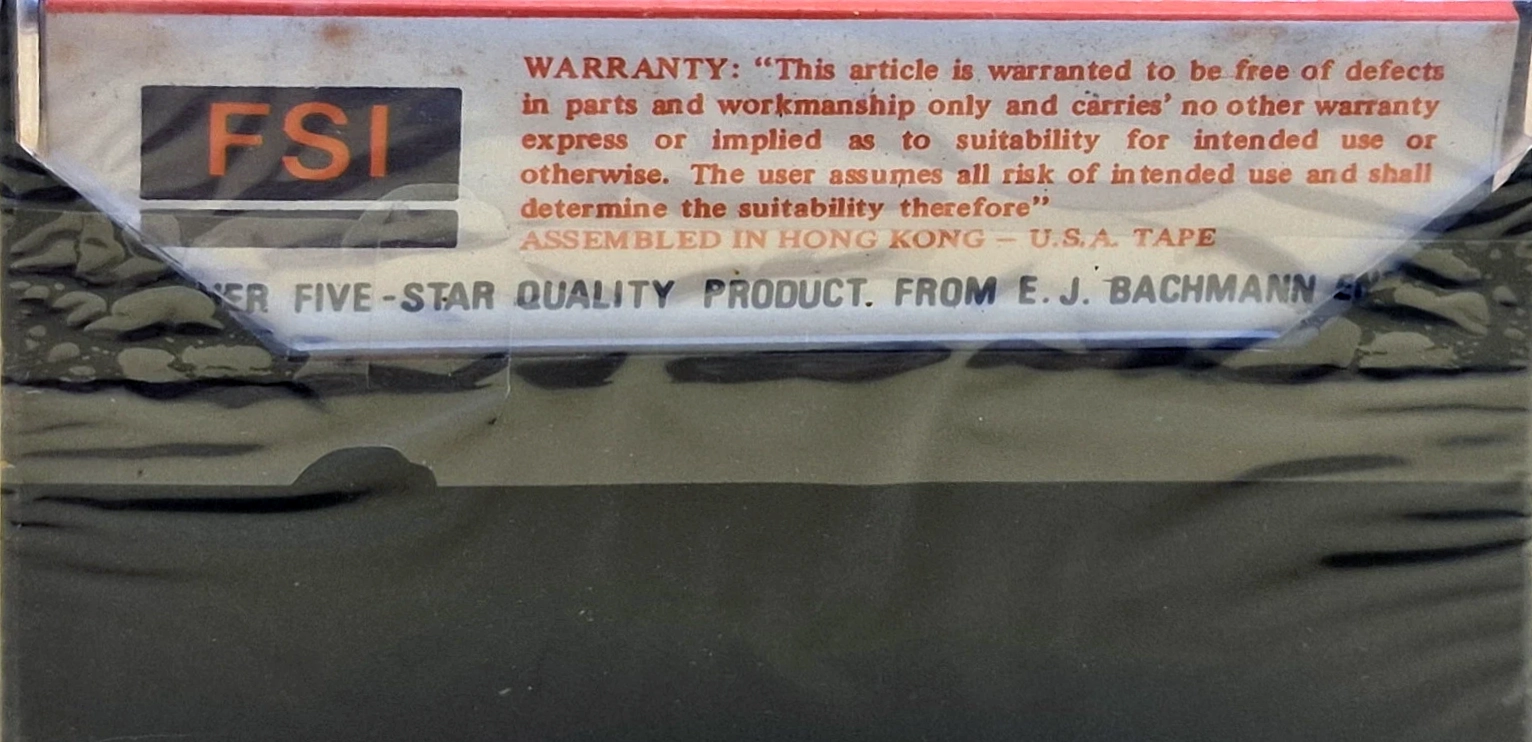 FSI
WARRANTY: “This article is warranted to be free of defects
in parts and workmanship only and carries’ no other warranty
express or implied as to suitability for intended use or
otherwise. The user assumes all risk of intended use and shall
determine the suitability therefore”
ASSEMBLED IN HONG KONG – U.S.A. TAPE
FIVE-STAR QUALITY PRODUCT. FROM E. J. BACHMANN